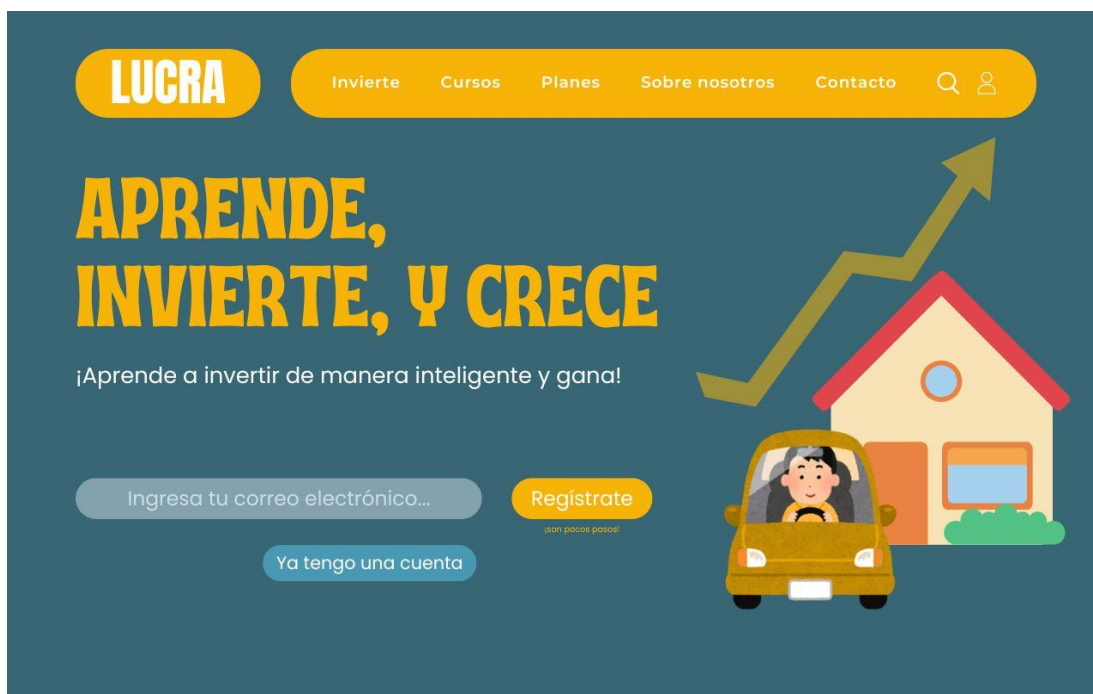 LUCRA
Invierte Cursos Planes Sobre nosotros Contacto
APRENDE,
INVIERTE, Y CRECE
¡Aprende a invertir de manera inteligente y gana!
Ingresa tu correo electrónico...
Regístrate
¡son pocos pasos!
Ya tengo una cuenta